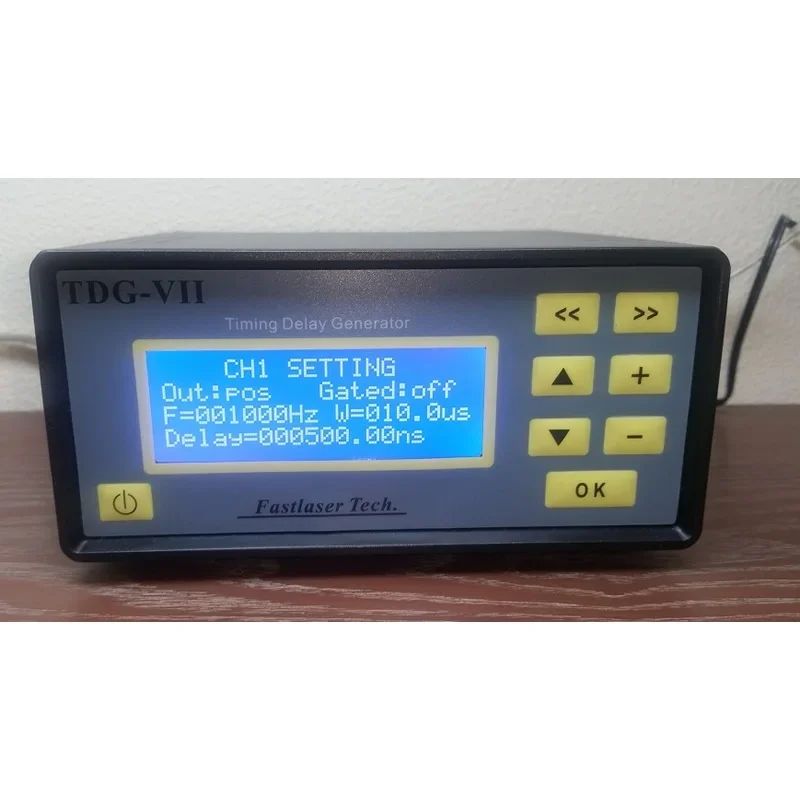 TDG-VII
Timing Delay Generator
CH1 SETTING
Out:pos Gated:off
F=001000Hz W=010.0us
Delay=000500.00ns
<< >>
▲ +
▼ -
OK
Fastlaser Tech.